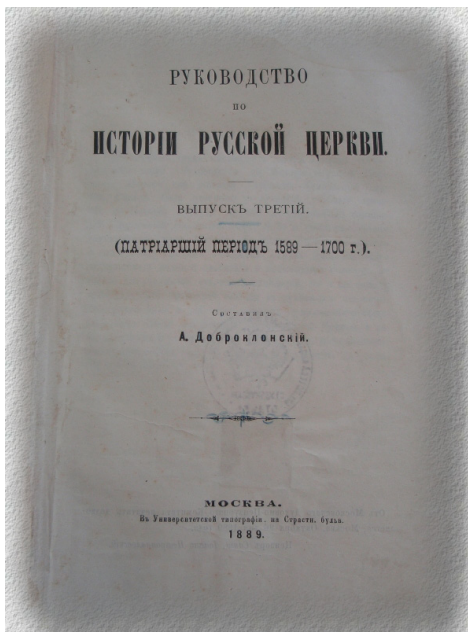 РУКОВОДСТВО
ПО
ИСТОРІИ РУССКОЙ ЦЕРКВИ.
ВЫПУСКЪ ТРЕТІЙ.
(ПАТРІАРШІЙ ПЕРІОДЪ 1589—1700 г.).
Составилъ
А. Доброклонскій.
МОСКВА.
Въ Университетской типографіи, на Страстн. бульв.
1889.